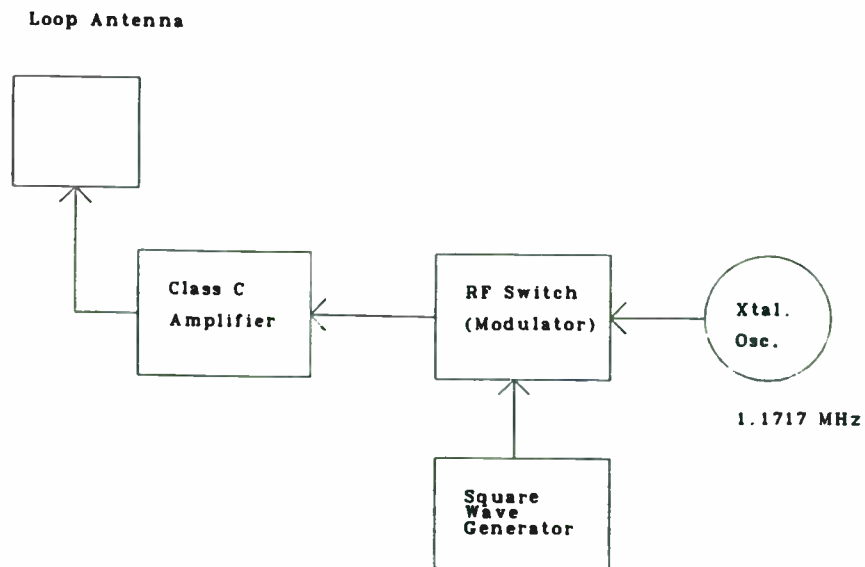 Loop Antenna
Class C
Amplifier
RF Switch
(Modulator)
Xtal.
Osc.
1.1717 MHz
Square
Wave
Generator